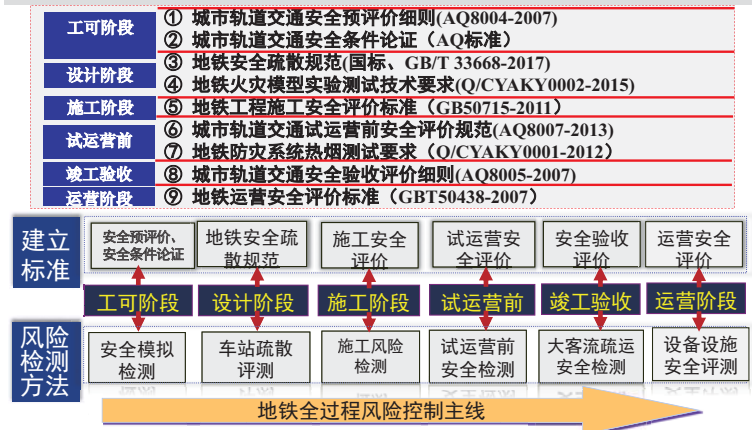 工可阶段
① 城市轨道交通安全预评价细则(AQ8004-2007)
② 城市轨道交通安全条件论证（AQ标准）
设计阶段
③ 地铁安全疏散规范(国标、GB/T 33668-2017)
④ 地铁火灾模型实验测试技术要求(Q/CYAKY0002-2015)
施工阶段
⑤ 地铁工程施工安全评价标准（GB50715-2011）
试运营前
⑥ 城市轨道交通试运营前安全评价规范(AQ8007-2013)
⑦ 地铁防灾系统热烟测试要求（Q/CYAKY0001-2012）
竣工验收
⑧ 城市轨道交通安全验收评价细则(AQ8005-2007)
运营阶段
⑨ 地铁运营安全评价标准（GBT50438-2007）
建立
标准
安全预评价、
安全条件论证
地铁安全疏
散规范
施工安全
评价
试运营安
全评价
安全验收
评价
运营安全
评价
工可阶段
设计阶段
施工阶段
试运营前
竣工验收
运营阶段
风险
检测
方法
安全模拟
检测
车站疏散
评测
施工风险
检测
试运营前
安全检测
大客流疏运
安全检测
设备设施
安全评测
地铁全过程风险控制主线